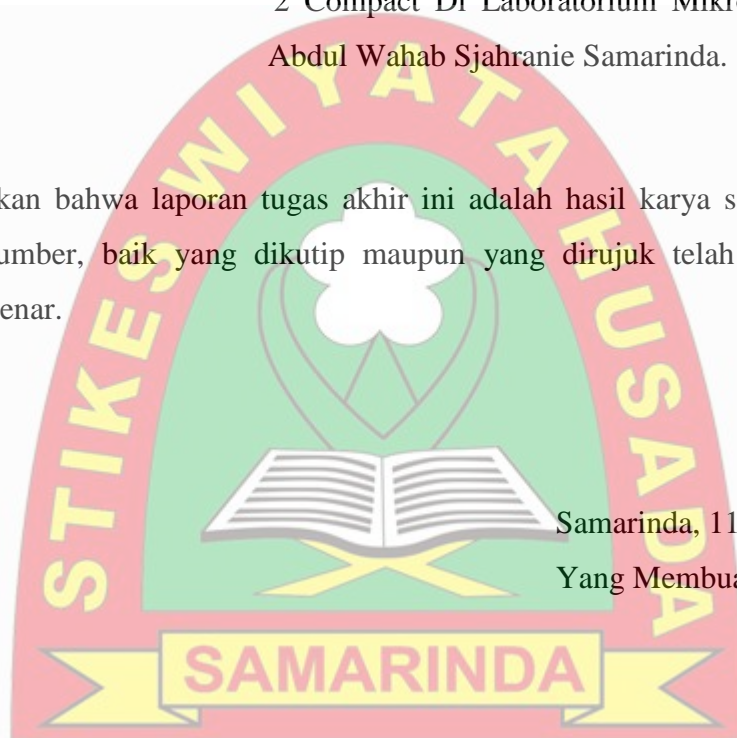 2 Compact Di Laboratorium Mikro
Abdul Wahab Sjahranie Samarinda.
kan bahwa laporan tugas akhir ini adalah hasil karya s
umber, baik yang dikutip maupun yang dirujuk telah
enar.
Samarinda, 11
Yang Membua
STIKES WIYATA HUSADA
SAMARINDA